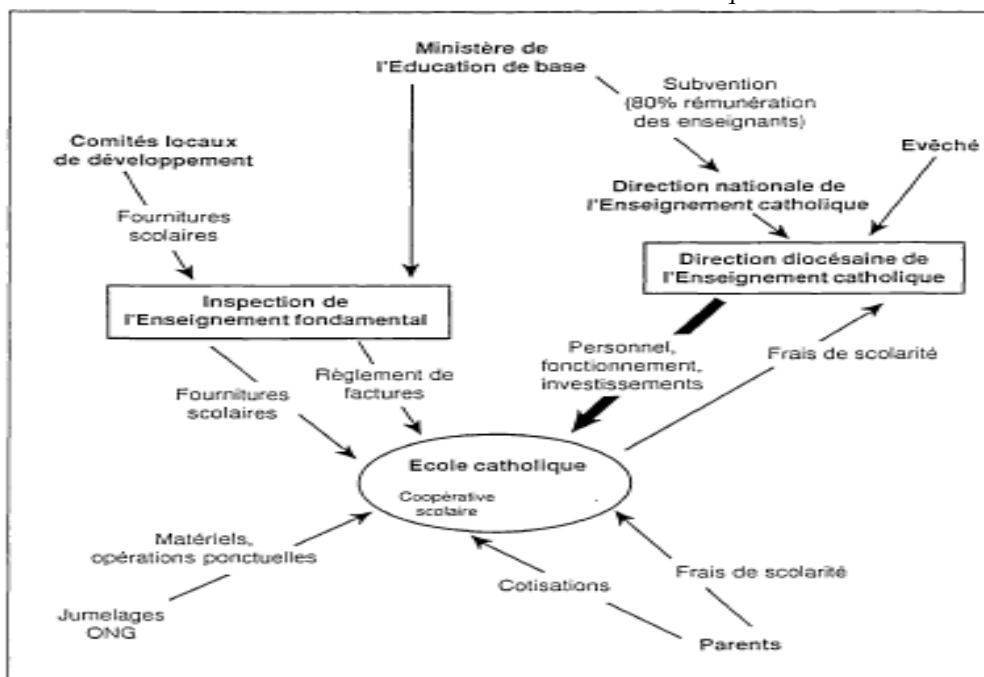 Ministère de
l'Education de base
Subvention
(80% rémunération
des enseignants)
Comités locaux
de développement
Evêché
Direction nationale de
l'Enseignement catholique
Fournitures
scolaires
Direction diocésaine de
l'Enseignement catholique
Inspection de
l'Enseignement fondamental
Personnel,
fonctionnement,
investissements
Frais de scolarité
Règlement de
factures
Fournitures
scolaires
Ecole catholique
Coopérative
scolaire
Matériels,
opérations ponctuelles
Cotisations
Frais de scolarité
Jumelages
ONG
Parents